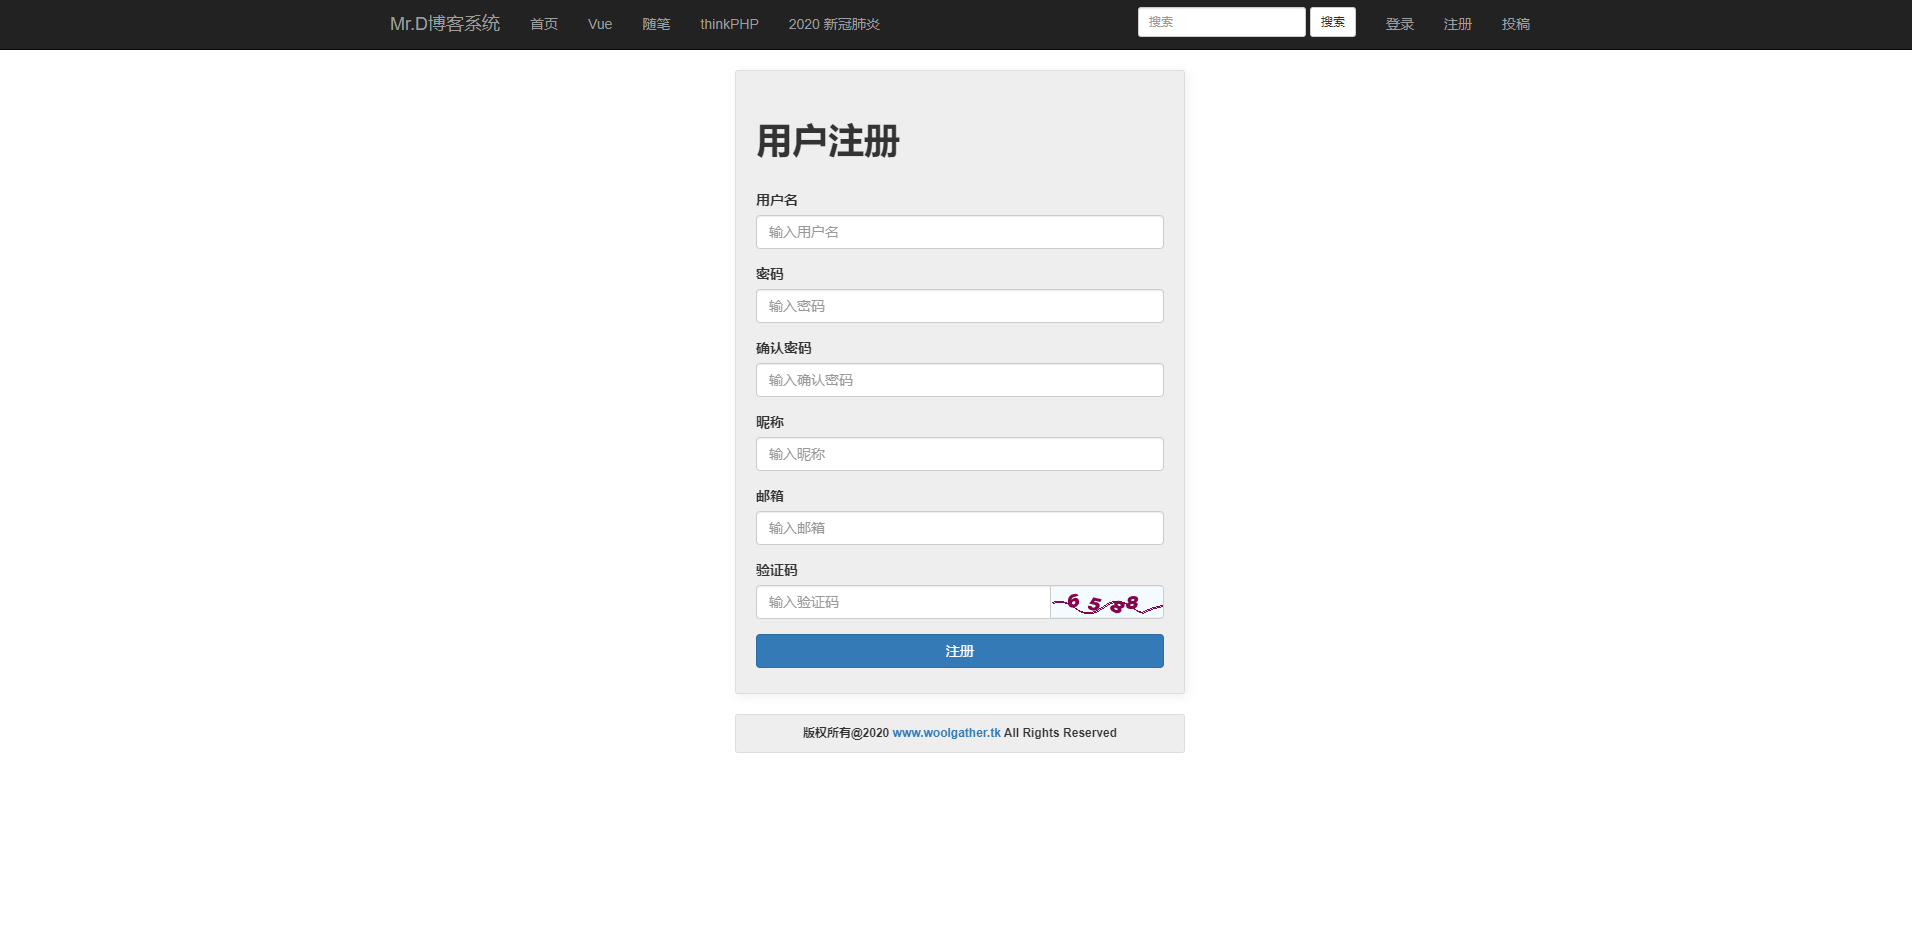 Mr.D博客系统 首页 Vue 随笔 thinkPHP 2020 新冠肺炎 搜索 搜索 登录 注册 投稿
用户注册
用户名
输入用户名
密码
输入密码
确认密码
输入确认密码
昵称
输入昵称
邮箱
输入邮箱
验证码
输入验证码 6588
注册
版权所有@2020 www.woolgather.tk All Rights Reserved